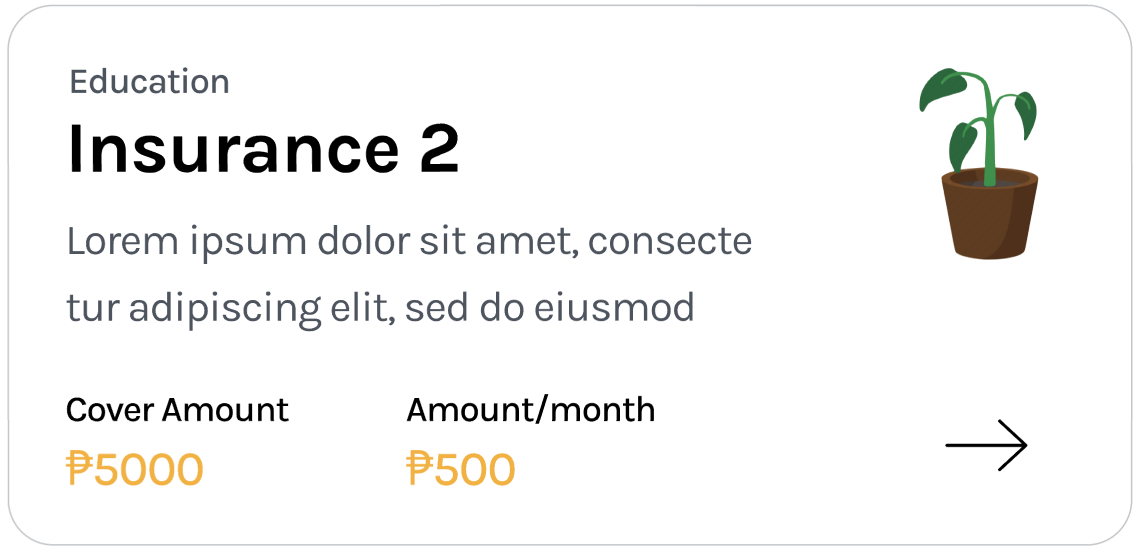 Education
Insurance 2
Lorem ipsum dolor sit amet, consecte
tur adipiscing elit, sed do eiusmod
Cover Amount
₱5000
Amount/month
₱500